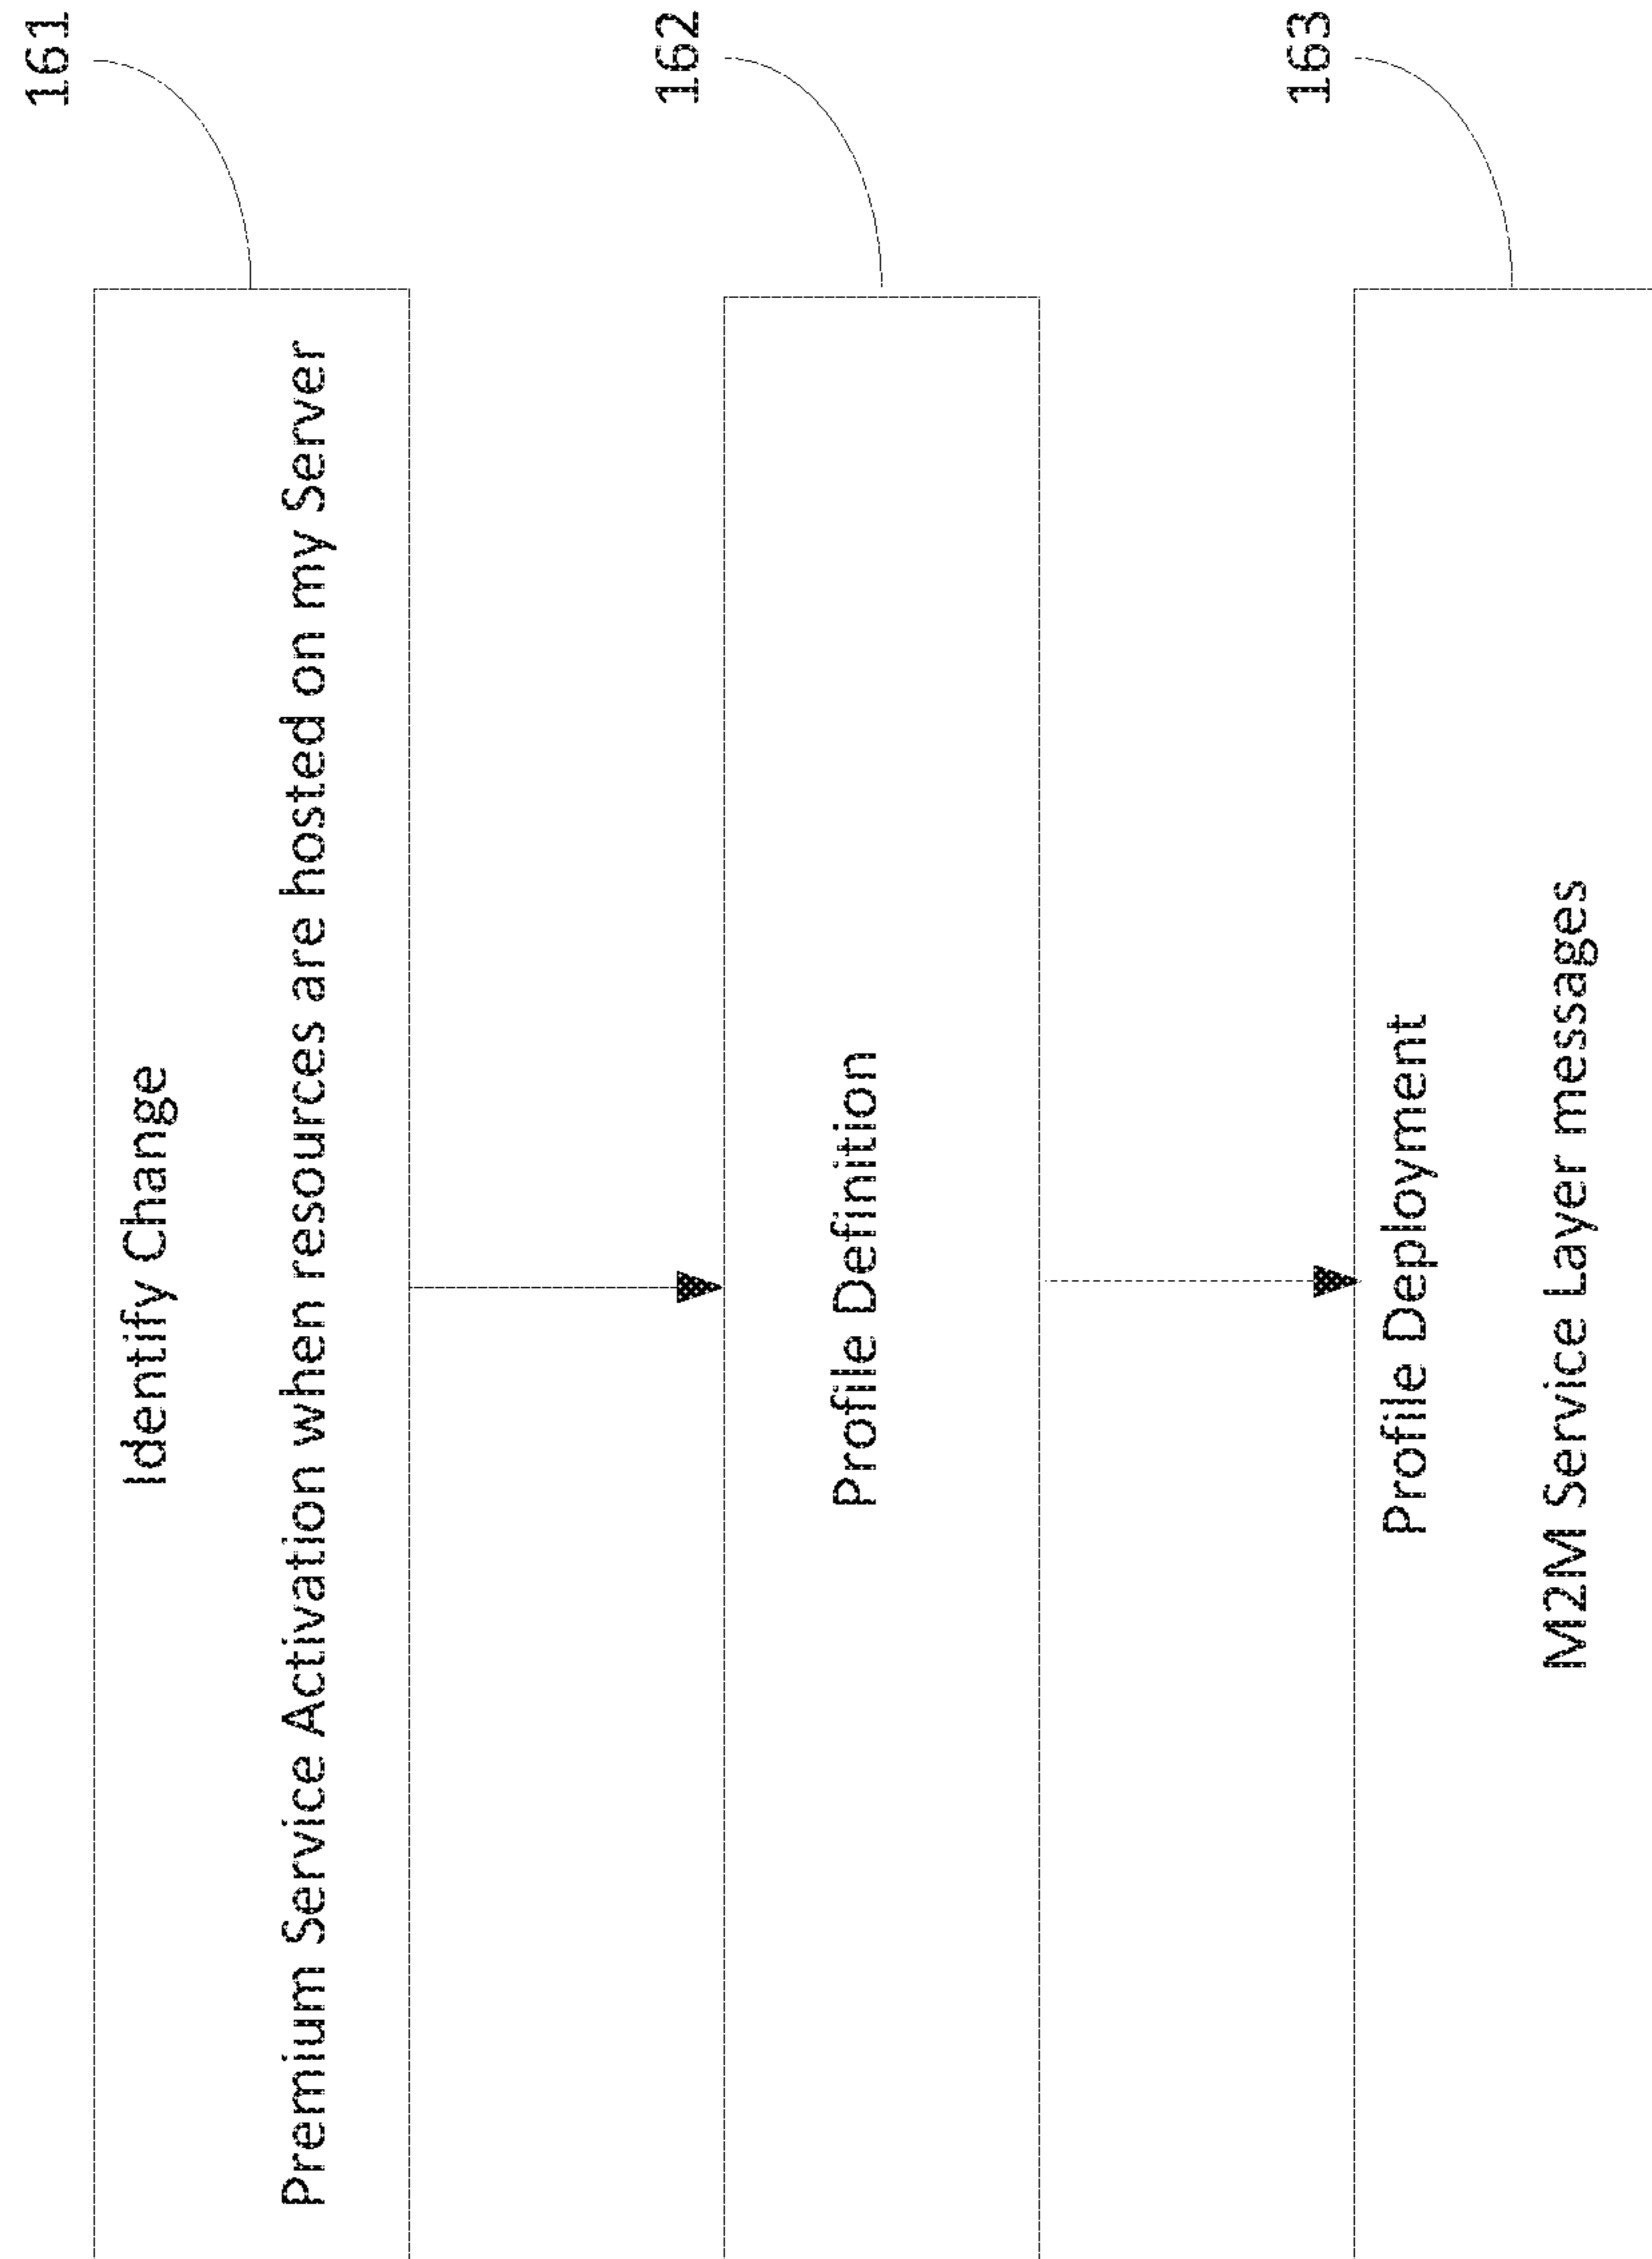 161
Identify Change
Premium Service Activation when resources are hosted on my Server
162
Profile Definition
163
Profile Deployment
M2M Service Layer messages